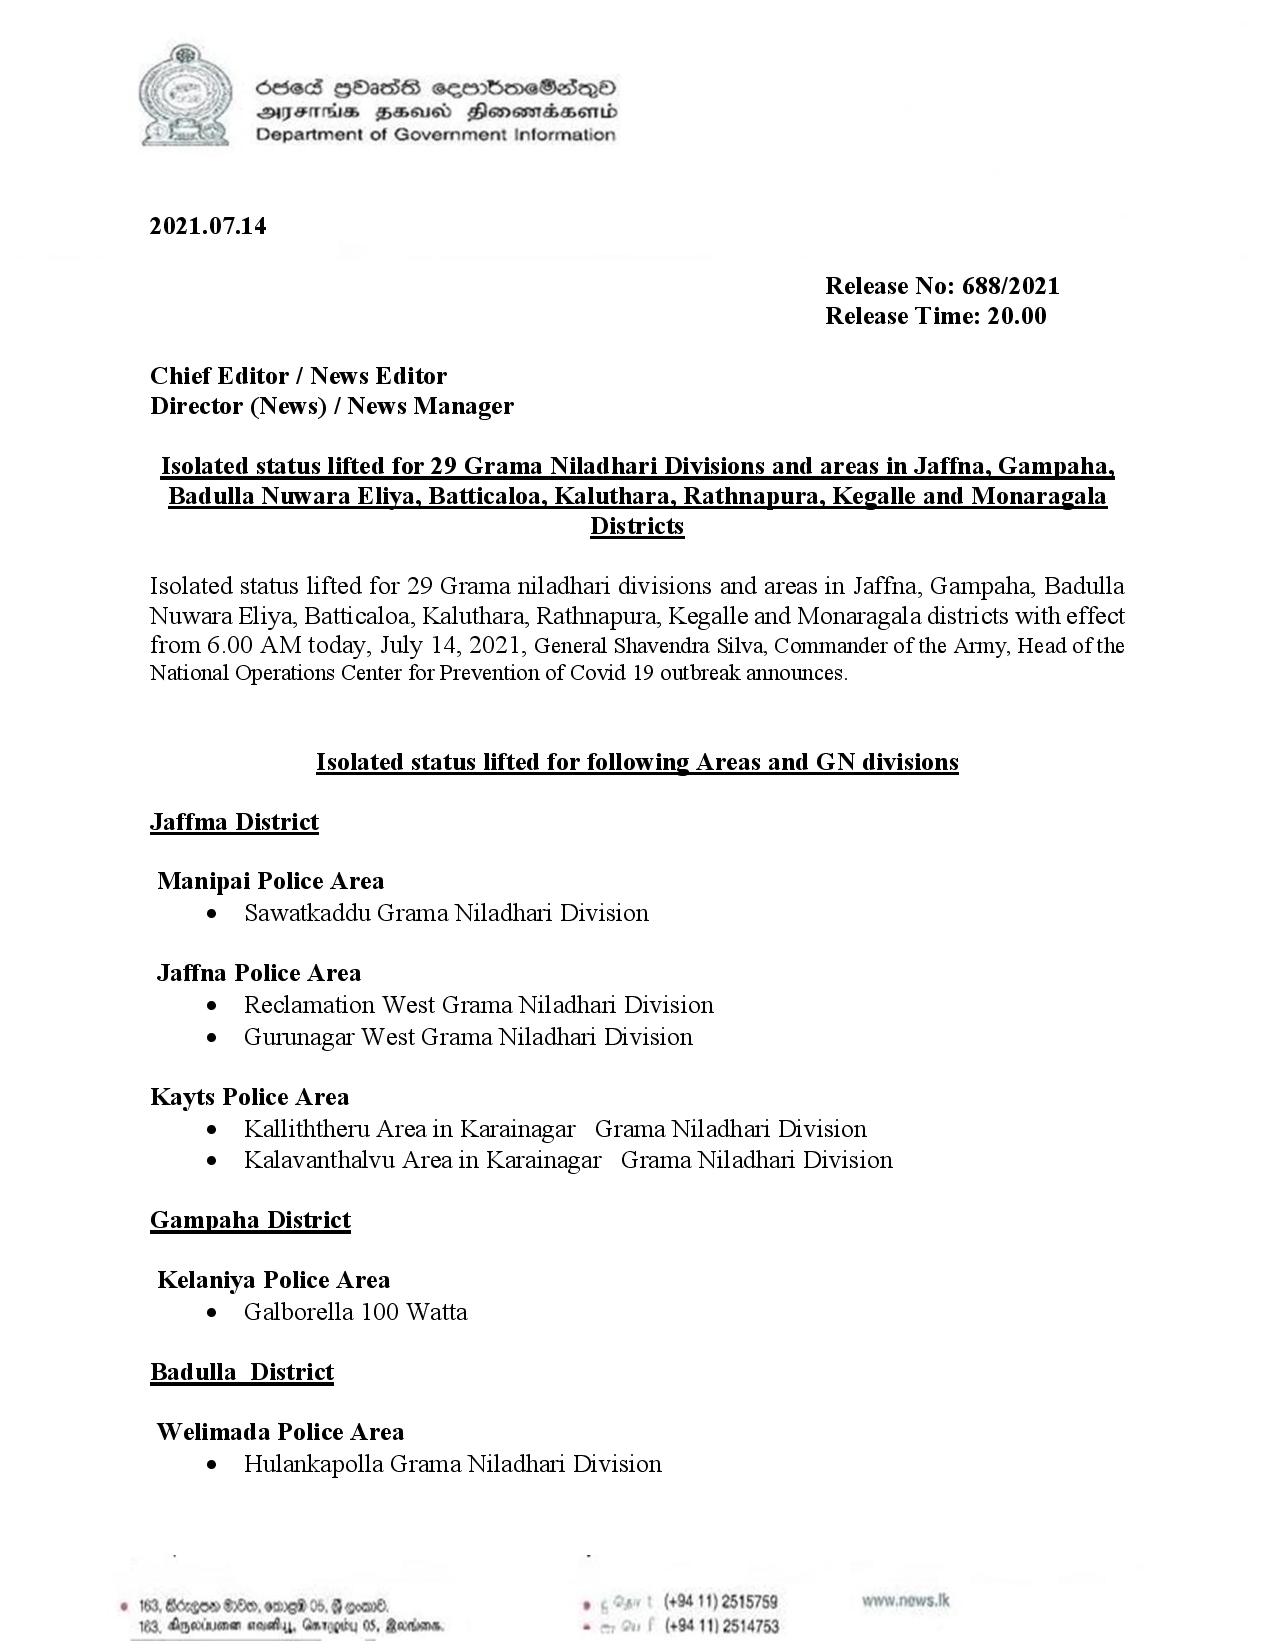 රජයේ ප්‍රවෘත්ති දෙපාර්තමේන්තුව
அரசாங்க தகவல் திணைக்களம்
Department of Government Information
2021.07.14
Release No: 688/2021
Release Time: 20.00
Chief Editor / News Editor
Director (News) / News Manager
Isolated status lifted for 29 Grama Niladhari Divisions and areas in Jaffna, Gampaha,
Badulla Nuwara Eliya, Batticaloa, Kaluthara, Rathnapura, Kegalle and Monaragala
Districts
Isolated status lifted for 29 Grama niladhari divisions and areas in Jaffna, Gampaha, Badulla
Nuwara Eliya, Batticaloa, Kaluthara, Rathnapura, Kegalle and Monaragala districts with effect
from 6.00 AM today, July 14, 2021, General Shavendra Silva, Commander of the Army, Head of the
National Operations Center for Prevention of Covid 19 outbreak announces.
Isolated status lifted for following Areas and GN divisions
Jaffma District
Manipai Police Area
• Sawatkaddu Grama Niladhari Division
Jaffna Police Area
• Reclamation West Grama Niladhari Division
• Gurunagar West Grama Niladhari Division
Kayts Police Area
• Kalliththeru Area in Karainagar Grama Niladhari Division
• Kalavanthalvu Area in Karainagar Grama Niladhari Division
Gampaha District
Kelaniya Police Area
• Galborella 100 Watta
Badulla District
Welimada Police Area
• Hulankapolla Grama Niladhari Division
163, කිරුලපන මාවත, කොළඹ 05, ශ්‍රී ලංකාව. (+94 11) 2515759 www.news.lk
163, கிருலப்பனை எவனியூ, கொழும்பு 05, இலங்கை. (+94 11) 2514753